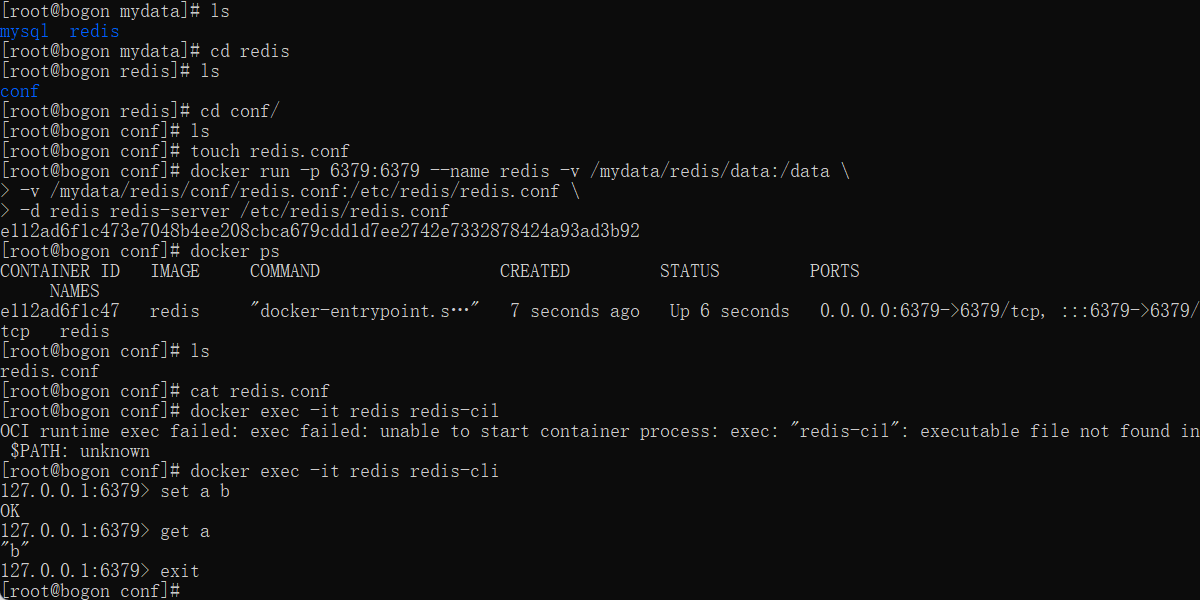 [root@bogon mydata]# ls
mysql  redis
[root@bogon mydata]# cd redis
[root@bogon redis]# ls
conf
[root@bogon redis]# cd conf/
[root@bogon conf]# ls
[root@bogon conf]# touch redis.conf
[root@bogon conf]# docker run -p 6379:6379 --name redis -v /mydata/redis/data:/data \
> -v /mydata/redis/conf/redis.conf:/etc/redis/redis.conf \
> -d redis redis-server /etc/redis/redis.conf
e112ad6f1c473e7048b4ee208cbca679cdd1d7ee2742e7332878424a93ad3b92
[root@bogon conf]# docker ps
CONTAINER ID   IMAGE     COMMAND                  CREATED         STATUS         PORTS
     NAMES
e112ad6f1c47   redis     "docker-entrypoint.s…"   7 seconds ago   Up 6 seconds   0.0.0.0:6379->6379/tcp, :::6379->6379/
tcp   redis
[root@bogon conf]# ls
redis.conf
[root@bogon conf]# cat redis.conf
[root@bogon conf]# docker exec -it redis redis-cil
OCI runtime exec failed: exec failed: unable to start container process: exec: "redis-cil": executable file not found in
 $PATH: unknown
[root@bogon conf]# docker exec -it redis redis-cli
127.0.0.1:6379> set a b
OK
127.0.0.1:6379> get a
"b"
127.0.0.1:6379> exit
[root@bogon conf]#